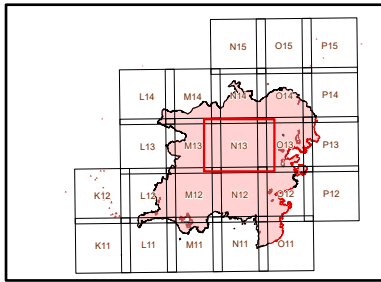 N15 O15 P15
L14 M14 N14 O14 P14
L13 M13 N13 O13 P13
K12 L12 M12 N12 O12 P12
K11 L11 M11 N11 O11